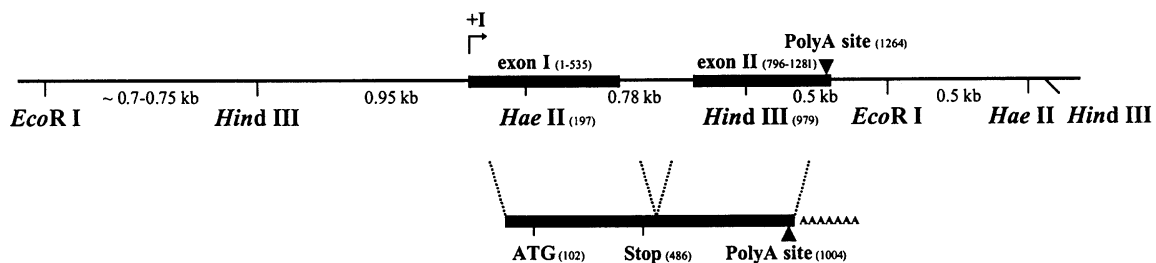 +I
PolyA site (1264)
exon I (1-535) exon II (796-1281)
~ 0.7-0.75 kb 0.95 kb 0.78 kb 0.5 kb 0.5 kb
EcoR I Hind III Hae II (197) Hind III (979) EcoR I Hae II Hind III
AAAAAAA
ATG (102) Stop (486) PolyA site (1004)